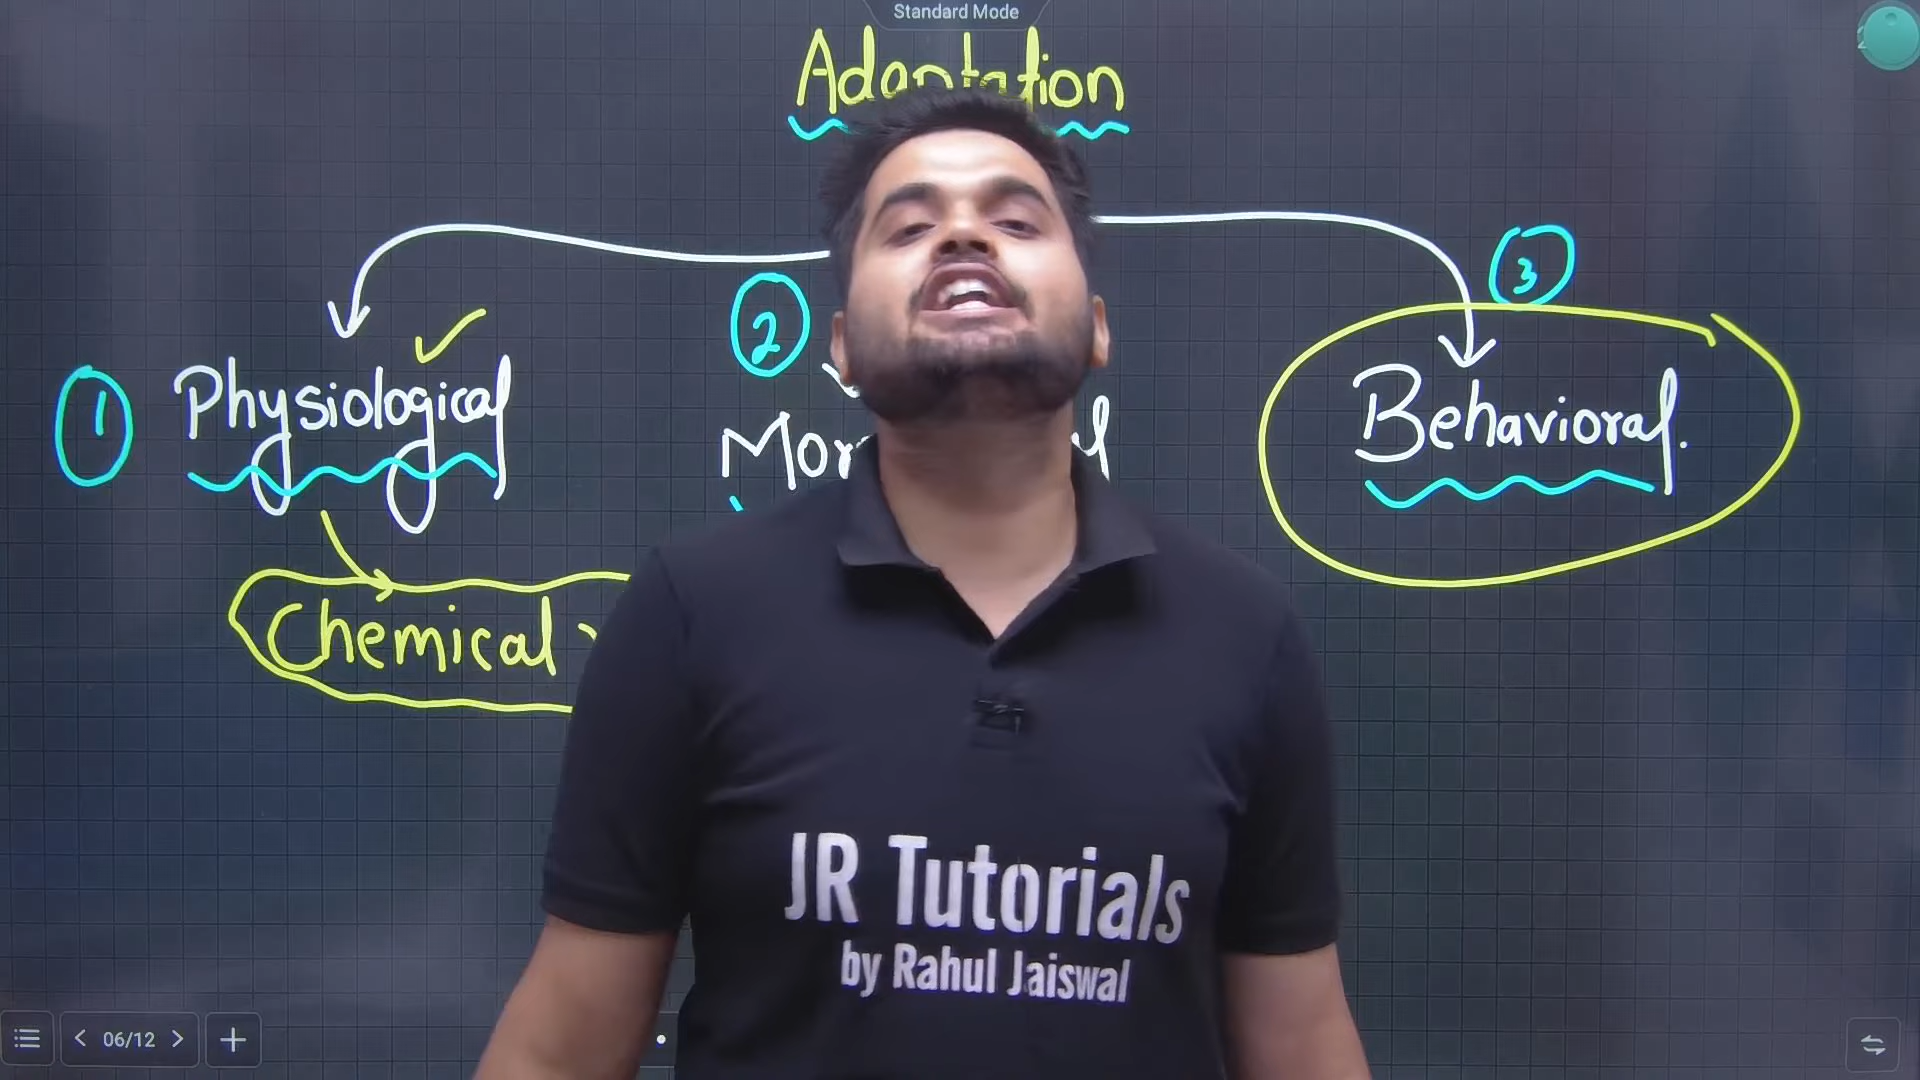 Standard Mode
Adaptation
1
2
3
Physiological
Behavioral.
Chemical
JR Tutorials
by Rahul Jaiswal
06/12